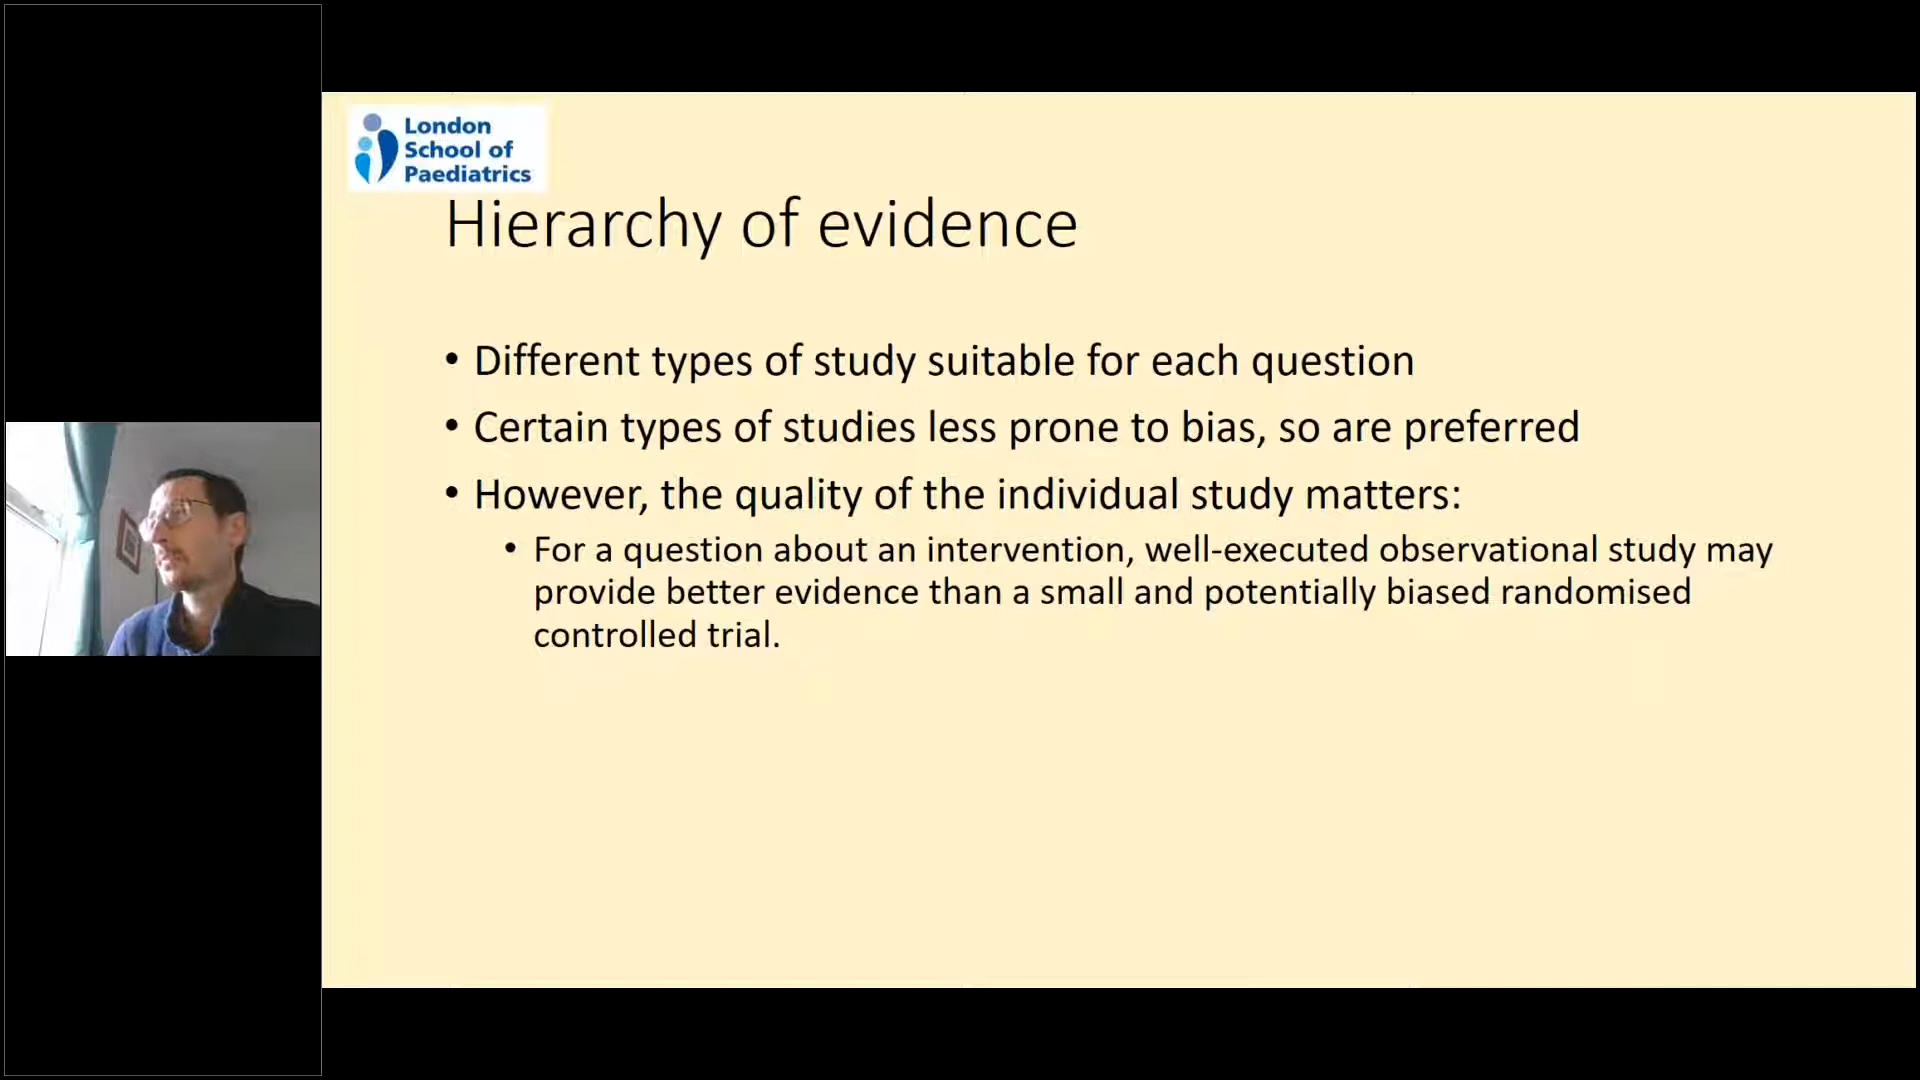 London
School of
Paediatrics
Hierarchy of evidence
• Different types of study suitable for each question
• Certain types of studies less prone to bias, so are preferred
• However, the quality of the individual study matters:
• For a question about an intervention, well-executed observational study may
provide better evidence than a small and potentially biased randomised
controlled trial.